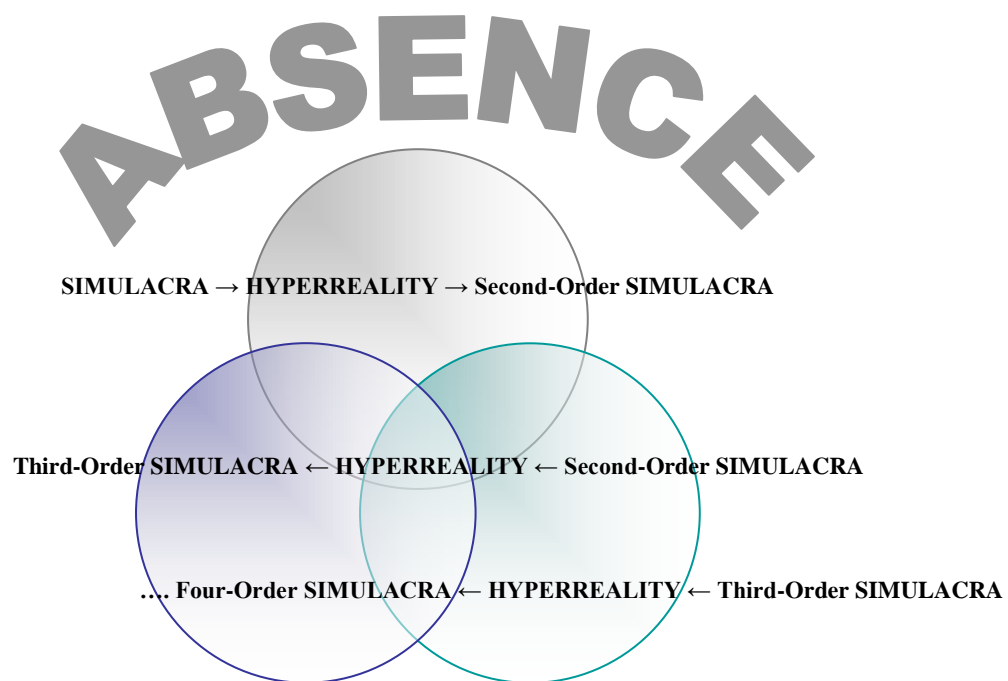 ABSENCE
SIMULACRA → HYPERREALITY → Second-Order SIMULACRA
Third-Order SIMULACRA ← HYPERREALITY ← Second-Order SIMULACRA
…. Four-Order SIMULACRA ← HYPERREALITY ← Third-Order SIMULACRA